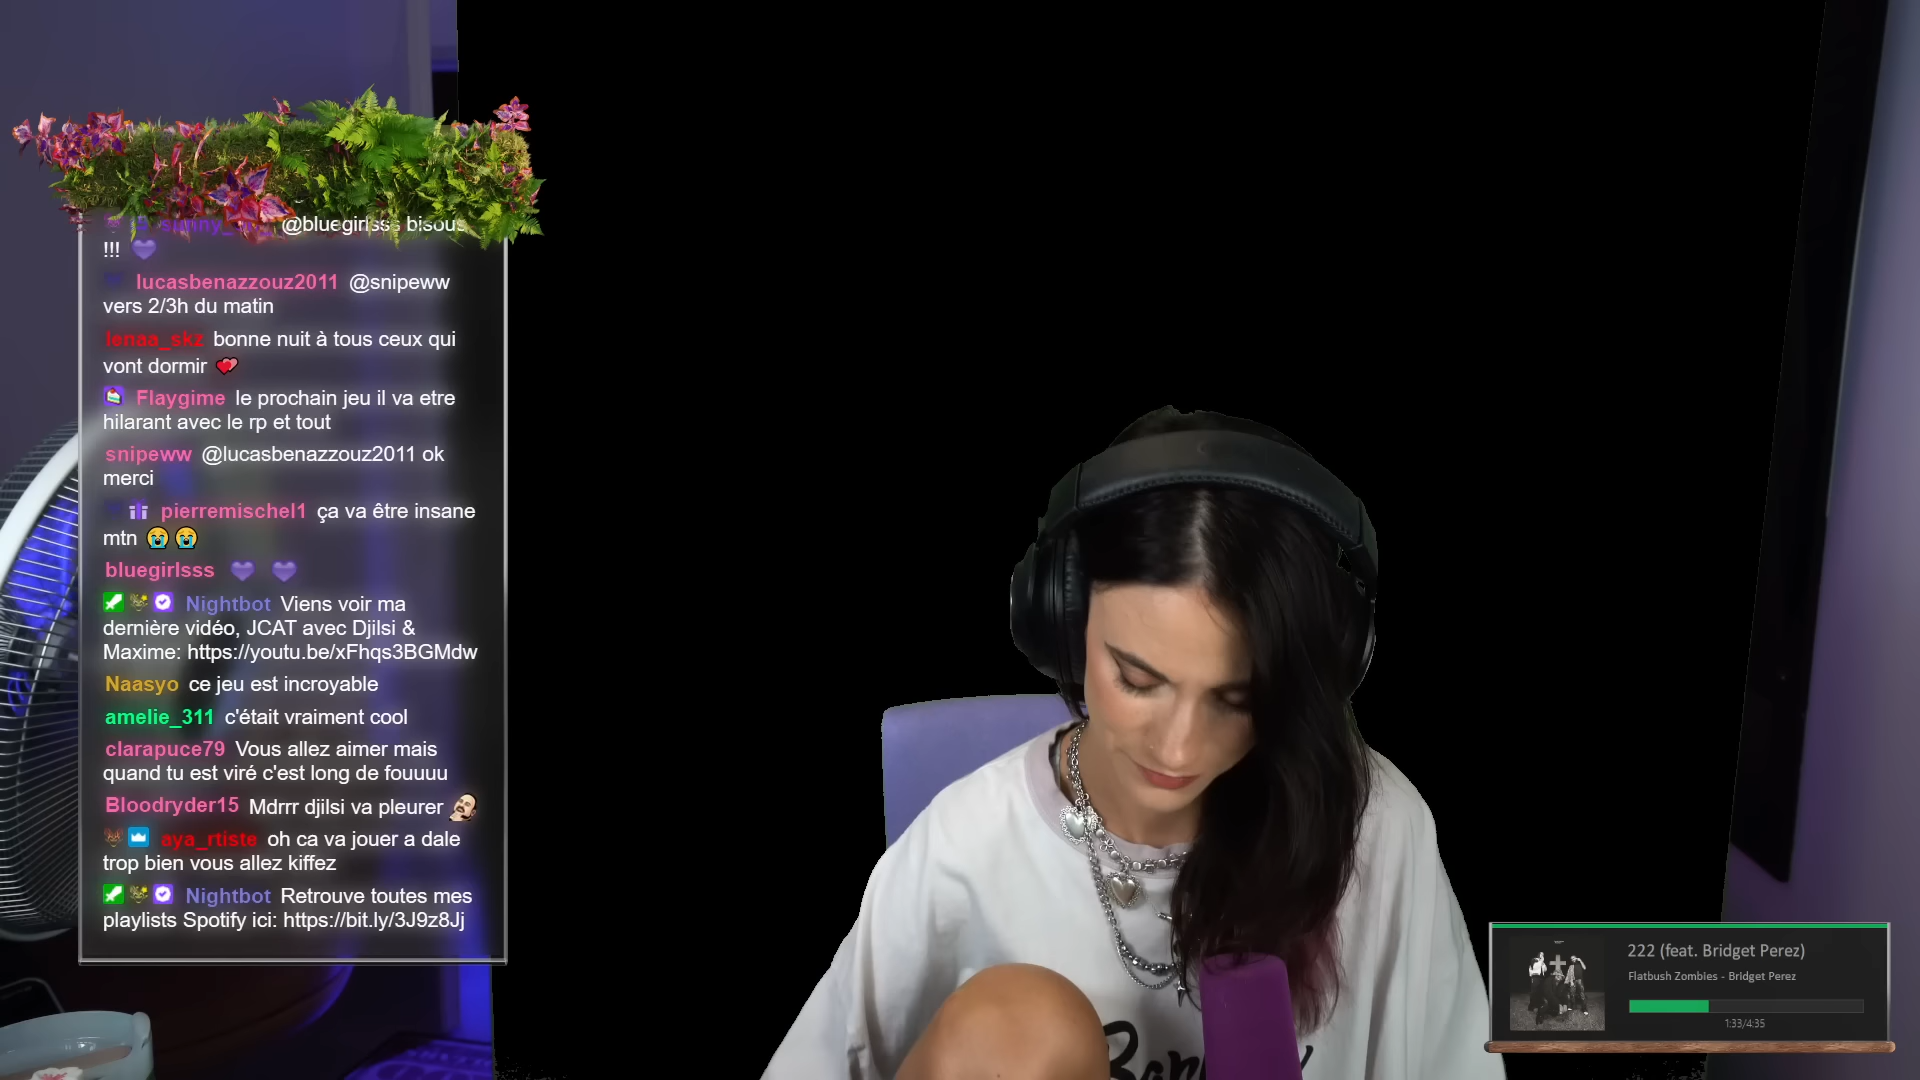 @bluegirlsss bisous
!!!
lucasbenazzouz2011 @snipeww
vers 2/3h du matin
lenaa_skz bonne nuit à tous ceux qui
vont dormir
Flaygime le prochain jeu il va etre
hilarant avec le rp et tout
snipeww @lucasbenazzouz2011 ok
merci
pierremischel1 ça va être insane
mtn
bluegirlsss
Nightbot Viens voir ma
dernière vidéo, JCAT avec Djilsi &
Maxime: https://youtu.be/xFhqs3BGMdw
Naasyo ce jeu est incroyable
amelie_311 c'était vraiment cool
clarapuce79 Vous allez aimer mais
quand tu est viré c'est long de fouuuu
Bloodryder15 Mdrrr djilsi va pleurer
aya_rtiste oh ca va jouer a dale
trop bien vous allez kiffez
Nightbot Retrouve toutes mes
playlists Spotify ici: https://bit.ly/3J9z8Jj
222 (feat. Bridget Perez)
Flatbush Zombies - Bridget Perez
1:33/4:35